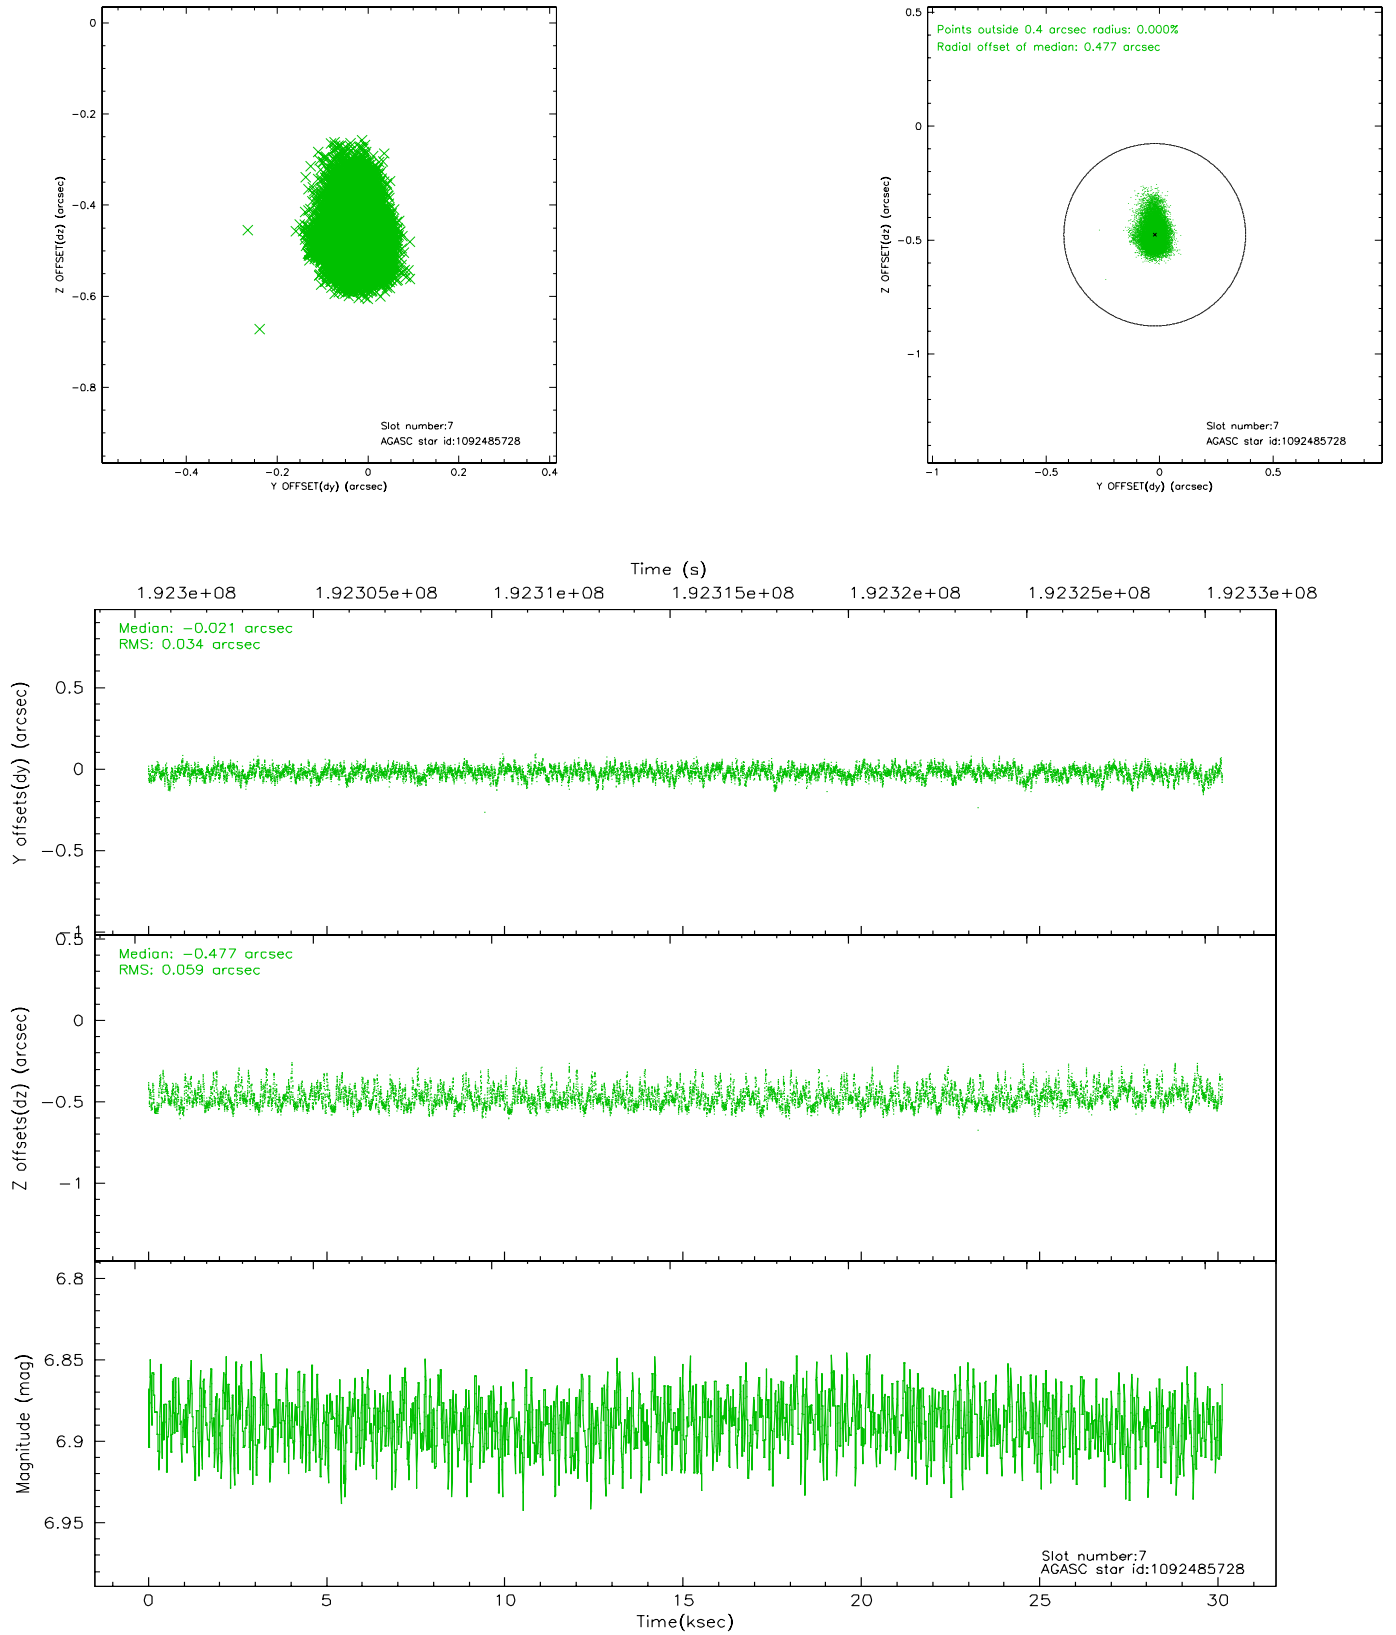 0
−0.2
−0.4
−0.6
−0.8
Z OFFSET(dz) (arcsec)
Slot number:7
AGASC star id:1092485728
−0.4
−0.2
0
0.2
0.4
Y OFFSET(dy) (arcsec)
Points outside 0.4 arcsec radius: 0.000%
Radial offset of median: 0.477 arcsec
0.5
0
−0.5
−1
Z OFFSET(dz) (arcsec)
Slot number:7
AGASC star id:1092485728
−1
−0.5
0
0.5
Y OFFSET(dy) (arcsec)
Time (s)
1.923e+08
1.92305e+08
1.9231e+08
1.92315e+08
1.9232e+08
1.92325e+08
1.9233e+08
Median: −0.021 arcsec
RMS: 0.034 arcsec
0.5
0
−0.5
−1
Y offsets(dy) (arcsec)
Median: −0.477 arcsec
RMS: 0.059 arcsec
0.5
0
−0.5
−1
Z offsets(dz) (arcsec)
6.8
6.85
6.9
6.95
Magnitude (mag)
Slot number:7
AGASC star id:1092485728
0
5
10
15
20
25
30
Time(ksec)